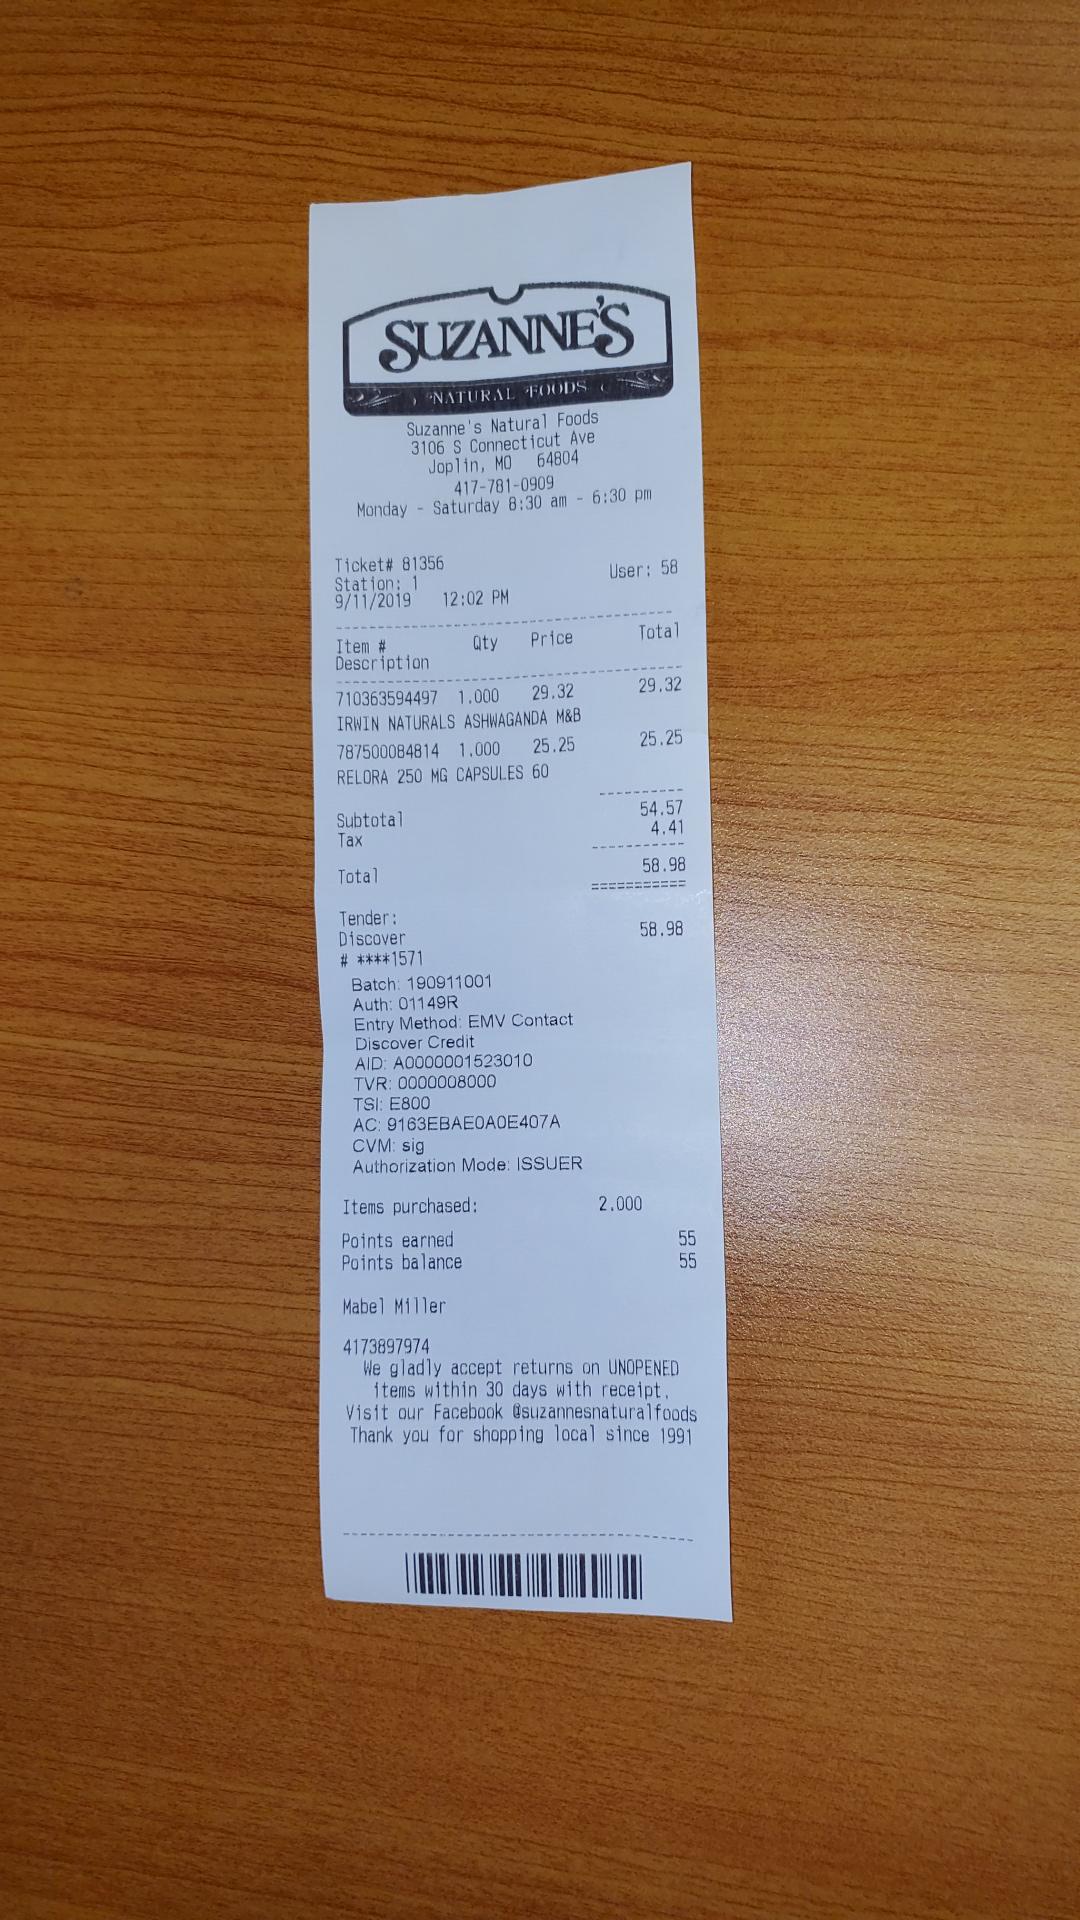 SUZANNE'S
NATURAL FOODS
Suzanne's Natural Foods
3106 S Connecticut Ave
Joplin, MO 64804
417-781-0909
Monday - Saturday 8:30 am - 6:30 pm
Ticket# 81356
Station: 1 User: 58
9/11/2019 12:02 PM
Item # Qty Price Total
Description
710363594497 1.000 29.32 29.32
IRWIN NATURALS ASHWAGANDA M&B
787500084814 1.000 25.25 25.25
RELORA 250 MG CAPSULES 60
Subtotal 54.57
Tax 4.41
Total 58.98
Tender:
Discover 58.98
# ****1571
Batch: 190911001
Auth: 01149R
Entry Method: EMV Contact
Discover Credit
AID: A0000001523010
TVR: 0000008000
TSI: E800
AC: 9163EBAE0A0E407A
CVM: sig
Authorization Mode: ISSUER
Items purchased: 2.000
Points earned 55
Points balance 55
Mabel Miller
4173897974
We gladly accept returns on UNOPENED
items within 30 days with receipt.
Visit our Facebook @suzannesnaturalfoods
Thank you for shopping local since 1991